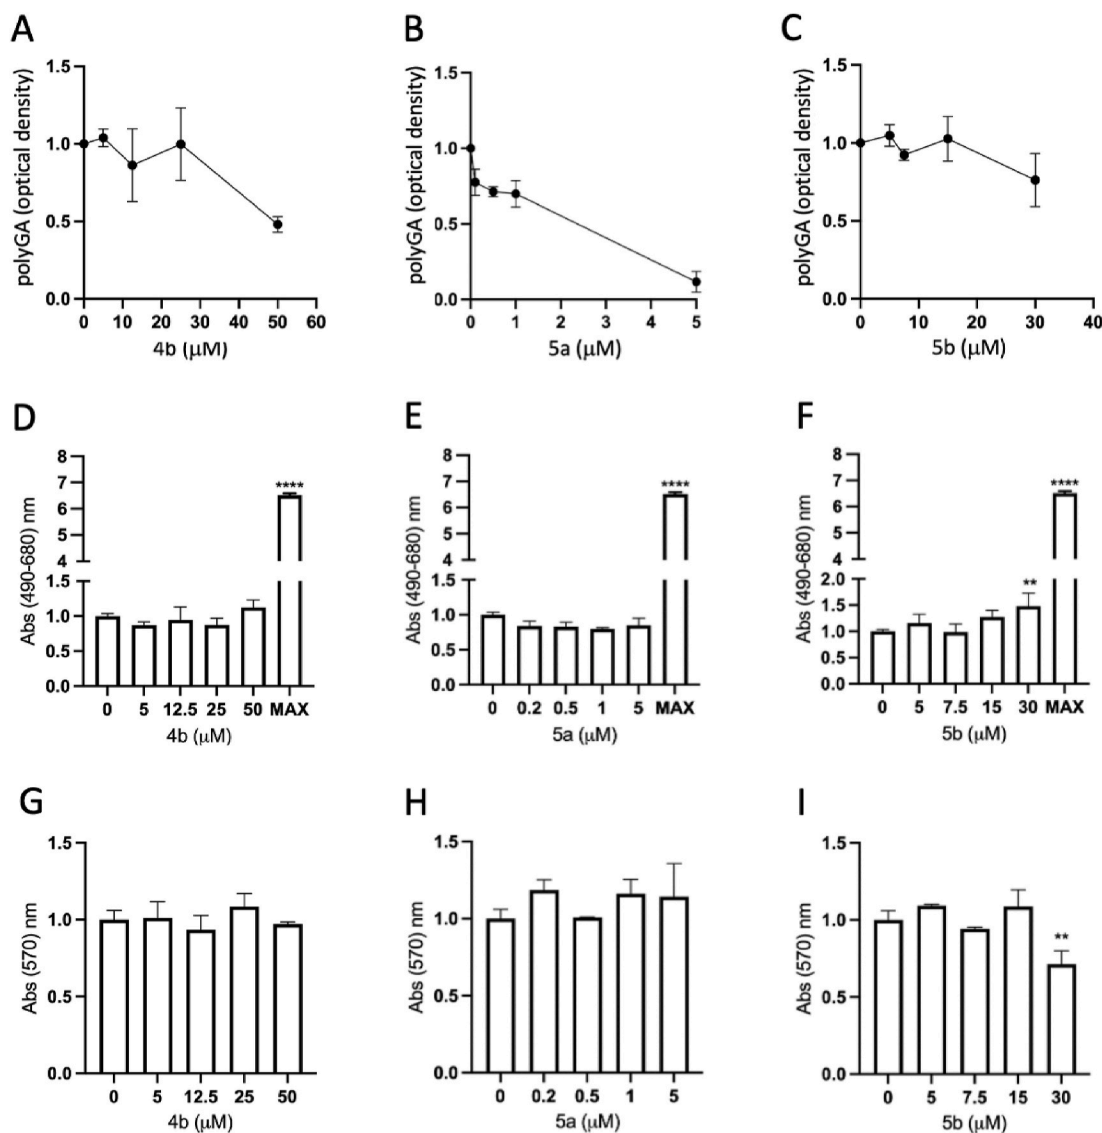 A
B
C
polyGA (optical density)
1.5
1.0
0.5
0.0
0 10 20 30 40 50 60
4b (μM)
polyGA (optical density)
1.5
1.0
0.5
0.0
0 1 2 3 4 5
5a (μM)
polyGA (optical density)
1.5
1.0
0.5
0.0
0 10 20 30 40
5b (μM)
D
E
F
Abs (490-680) nm
8
7
6
5
4
1.5
1.0
0.5
0.0
****
0 5 12.5 25 50 MAX
4b (μM)
Abs (490-680) nm
8
7
6
5
4
1.5
1.0
0.5
0.0
****
0 0.2 0.5 1 5 MAX
5a (μM)
Abs (490-680) nm
8
7
6
5
4
2.0
1.5
1.0
0.5
0.0
**
****
0 5 7.5 15 30 MAX
5b (μM)
G
H
I
Abs (570) nm
1.5
1.0
0.5
0.0
0 5 12.5 25 50
4b (μM)
Abs (570) nm
1.5
1.0
0.5
0.0
0 0.2 0.5 1 5
5a (μM)
Abs (570) nm
1.5
1.0
0.5
0.0
**
0 5 7.5 15 30
5b (μM)